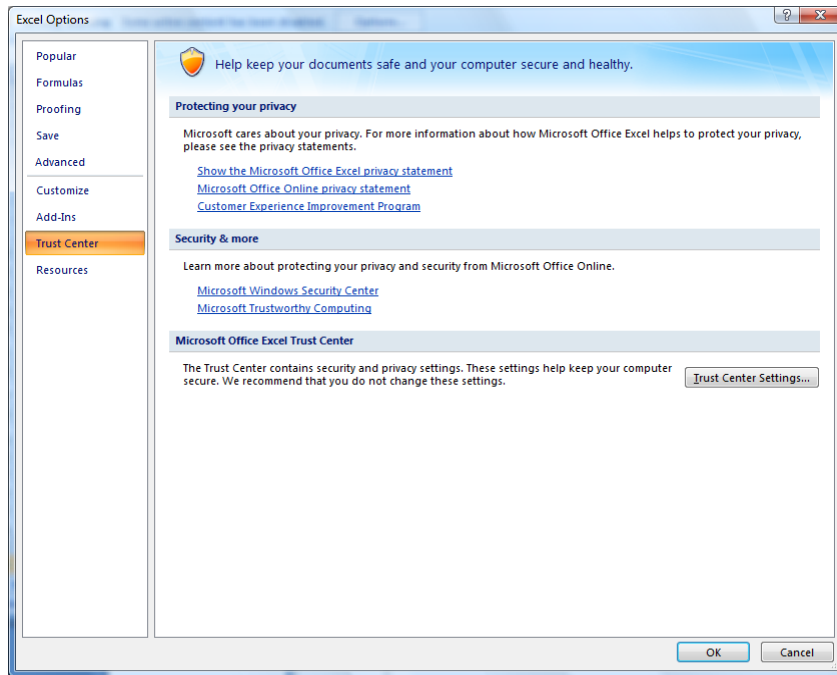 Excel Options
?
X
Popular
Formulas
Proofing
Save
Advanced
Customize
Add-Ins
Trust Center
Resources
Help keep your documents safe and your computer secure and healthy.
Protecting your privacy
Microsoft cares about your privacy. For more information about how Microsoft Office Excel helps to protect your privacy,
please see the privacy statements.
Show the Microsoft Office Excel privacy statement
Microsoft Office Online privacy statement
Customer Experience Improvement Program
Security & more
Learn more about protecting your privacy and security from Microsoft Office Online.
Microsoft Windows Security Center
Microsoft Trustworthy Computing
Microsoft Office Excel Trust Center
The Trust Center contains security and privacy settings. These settings help keep your computer
secure. We recommend that you do not change these settings.
Trust Center Settings...
OK
Cancel